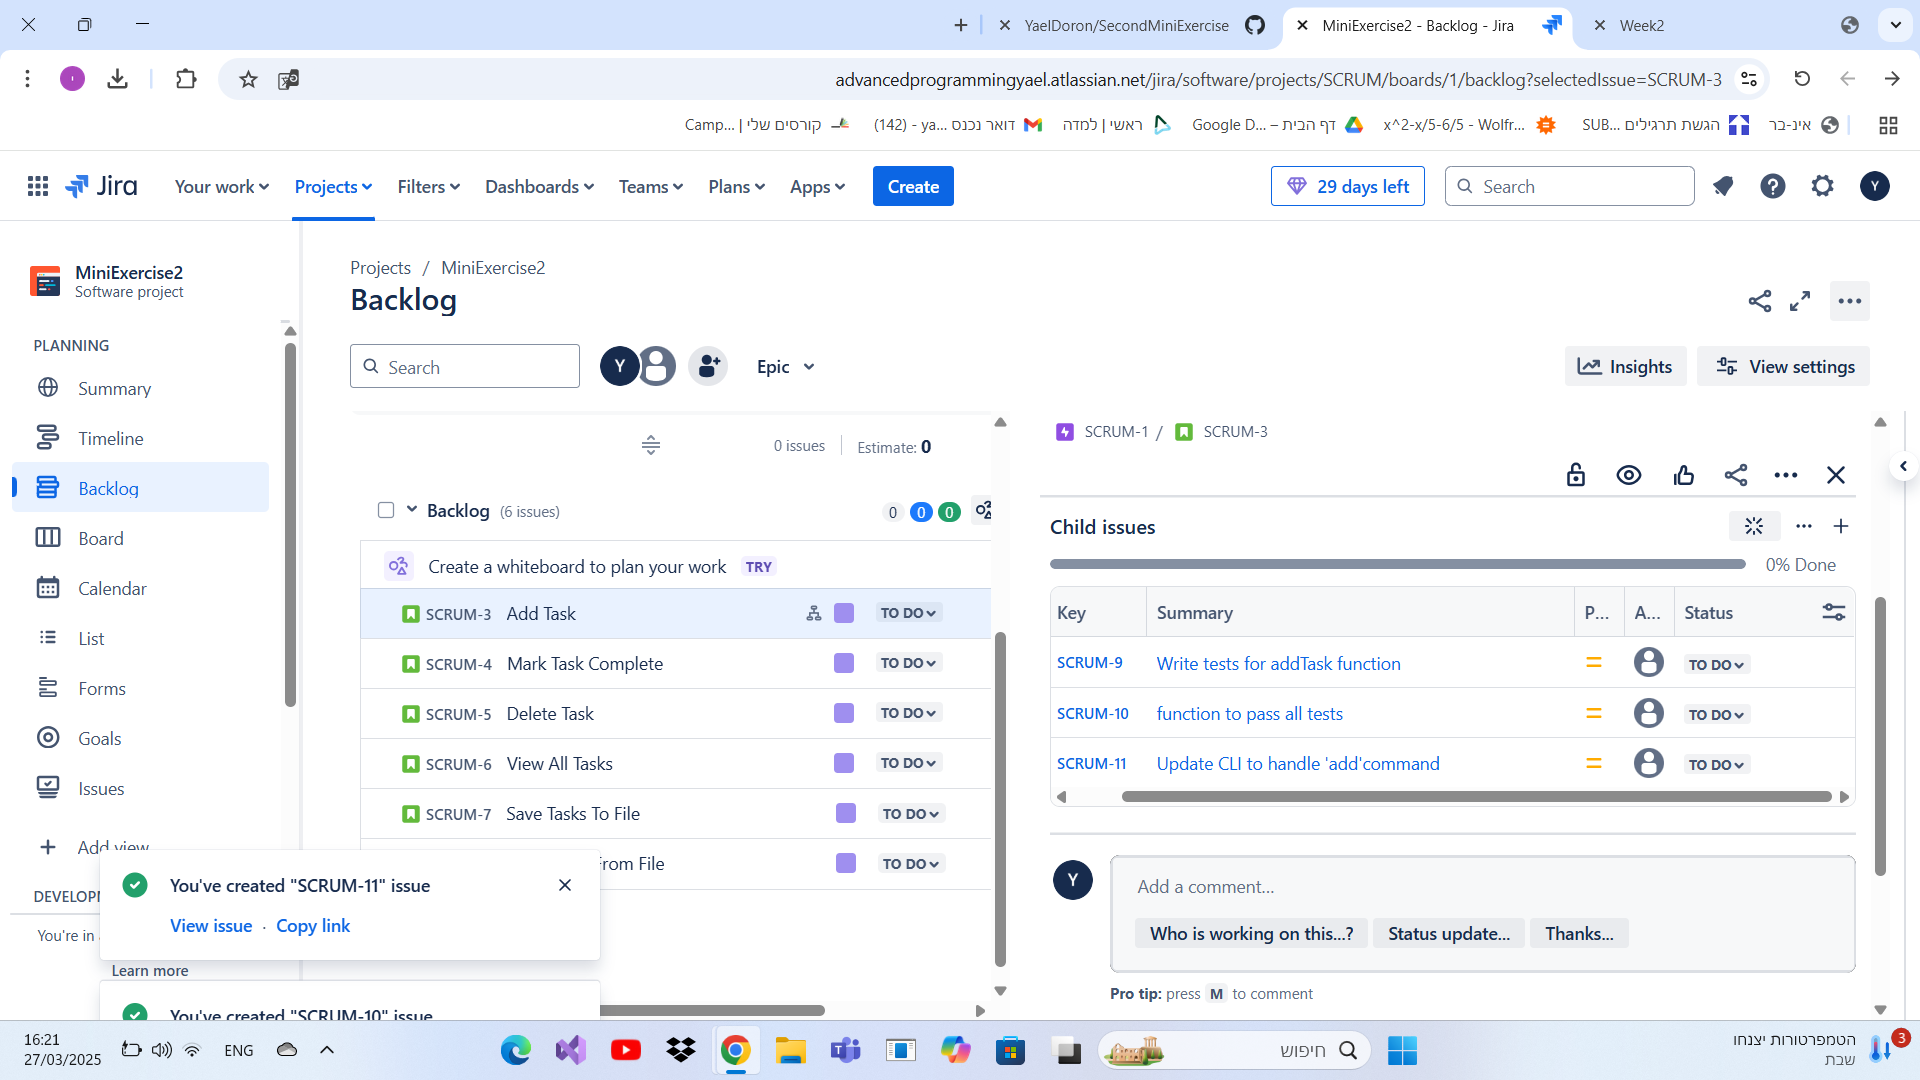 YaelDoron/SecondMiniExercise
MiniExercise2 - Backlog - Jira
Week2
advancedprogrammingyael.atlassian.net/jira/software/projects/SCRUM/boards/1/backlog?selectedIssue=SCRUM-3
קורסים שלי | Camp...
דואר נכנס (142) - ya...
ראשי | למדה
דף הבית – Google D...
x^2-x/5-6/5 - Wolfr...
הגשת תרגילים SUB...
אינ-בר
Jira
Your work
Projects
Filters
Dashboards
Teams
Plans
Apps
Create
29 days left
Search
Y
MiniExercise2
Software project
PLANNING
Summary
Timeline
Backlog
Board
Calendar
List
Forms
Goals
Issues
Add view
DEVELOPM
You're in
Learn more
Projects / MiniExercise2
Backlog
Search
Y
Epic
Insights
View settings
0 issues
Estimate: 0
Backlog (6 issues)
0 0 0
Create a whiteboard to plan your work TRY
SCRUM-3 Add Task TO DO
SCRUM-4 Mark Task Complete TO DO
SCRUM-5 Delete Task TO DO
SCRUM-6 View All Tasks TO DO
SCRUM-7 Save Tasks To File TO DO
From File TO DO
You've created "SCRUM-11" issue
View issue · Copy link
You've created "SCRUM-10" issue
SCRUM-1 / SCRUM-3
Child issues
0% Done
Key Summary P... A... Status
SCRUM-9 Write tests for addTask function TO DO
SCRUM-10 function to pass all tests TO DO
SCRUM-11 Update CLI to handle 'add'command TO DO
Y
Add a comment...
Who is working on this...?
Status update...
Thanks...
Pro tip: press M to comment
16:21
27/03/2025
ENG
חיפוש
הטמפרטורות יצנחו
שבת
3